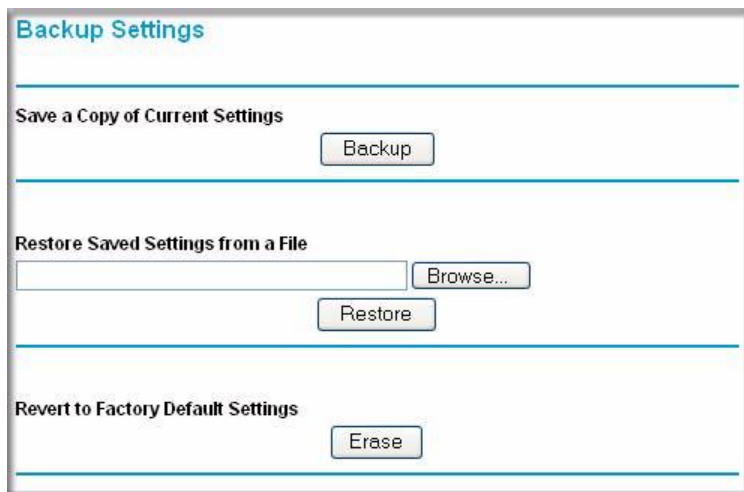 Backup Settings
Save a Copy of Current Settings
Backup
Restore Saved Settings from a File
Browse...
Restore
Revert to Factory Default Settings
Erase